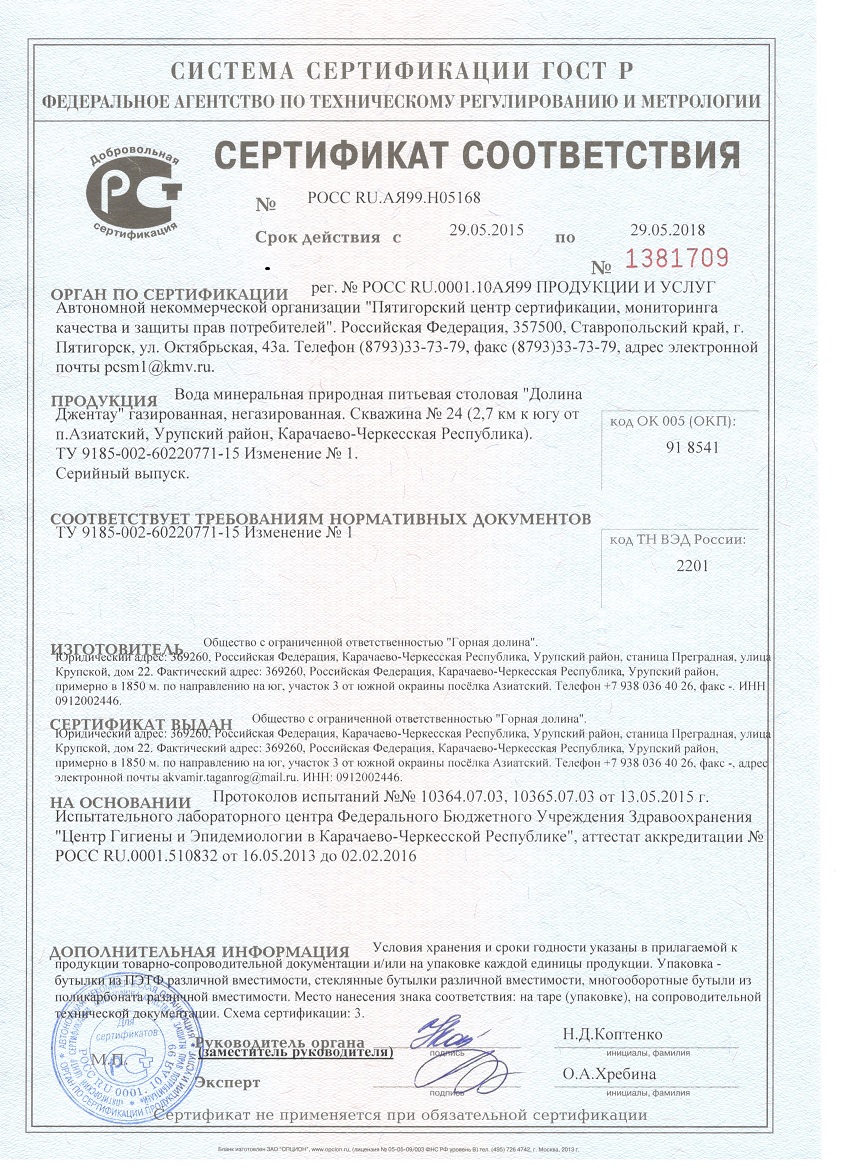 СИСТЕМА СЕРТИФИКАЦИИ ГОСТ Р
ФЕДЕРАЛЬНОЕ АГЕНТСТВО ПО ТЕХНИЧЕСКОМУ РЕГУЛИРОВАНИЮ И МЕТРОЛОГИИ
Добровольная
РСТ
сертификация
СЕРТИФИКАТ СООТВЕТСТВИЯ
№ РОСС RU.АЯ99.Н05168
Срок действия с 29.05.2015 по 29.05.2018
№ 1381709
ОРГАН ПО СЕРТИФИКАЦИИ рег. № РОСС RU.0001.10АЯ99 ПРОДУКЦИИ И УСЛУГ
Автономной некоммерческой организации "Пятигорский центр сертификации, мониторинга
качества и защиты прав потребителей". Российская Федерация, 357500, Ставропольский край, г.
Пятигорск, ул. Октябрьская, 43а. Телефон (8793)33-73-79, факс (8793)33-73-79, адрес электронной
почты pcsm1@kmv.ru.
ПРОДУКЦИЯ Вода минеральная природная питьевая столовая "Долина
Джентау" газированная, негазированная. Скважина № 24 (2,7 км к югу от
п.Азиатский, Урупский район, Карачаево-Черкесская Республика).
ТУ 9185-002-60220771-15 Изменение № 1.
Серийный выпуск.
код ОК 005 (ОКП):
91 8541
СООТВЕТСТВУЕТ ТРЕБОВАНИЯМ НОРМАТИВНЫХ ДОКУМЕНТОВ
ТУ 9185-002-60220771-15 Изменение № 1
код ТН ВЭД России:
2201
ИЗГОТОВИТЕЛЬ Общество с ограниченной ответственностью "Горная долина".
Юридический адрес: 369260, Российская Федерация, Карачаево-Черкесская Республика, Урупский район, станица Преградная, улица
Крупской, дом 22. Фактический адрес: 369260, Российская Федерация, Карачаево-Черкесская Республика, Урупский район,
примерно в 1850 м. по направлению на юг, участок 3 от южной окраины посёлка Азиатский. Телефон +7 938 036 40 26, факс -. ИНН
0912002446.
СЕРТИФИКАТ ВЫДАН Общество с ограниченной ответственностью "Горная долина".
Юридический адрес: 369260, Российская Федерация, Карачаево-Черкесская Республика, Урупский район, станица Преградная, улица
Крупской, дом 22. Фактический адрес: 369260, Российская Федерация, Карачаево-Черкесская Республика, Урупский район,
примерно в 1850 м. по направлению на юг, участок 3 от южной окраины посёлка Азиатский. Телефон +7 938 036 40 26, факс -, адрес
электронной почты akvamir.taganrog@mail.ru. ИНН: 0912002446.
НА ОСНОВАНИИ Протоколов испытаний №№ 10364.07.03, 10365.07.03 от 13.05.2015 г.
Испытательного лабораторного центра Федерального Бюджетного Учреждения Здравоохранения
"Центр Гигиены и Эпидемиологии в Карачаево-Черкесской Республике", аттестат аккредитации №
РОСС RU.0001.510832 от 16.05.2013 до 02.02.2016
ДОПОЛНИТЕЛЬНАЯ ИНФОРМАЦИЯ Условия хранения и сроки годности указаны в прилагаемой к
продукции товарно-сопроводительной документации и/или на упаковке каждой единицы продукции. Упаковка -
бутылки из ПЭТФ различной вместимости, стеклянные бутылки различной вместимости, многооборотные бутыли из
поликарбоната различной вместимости. Место нанесения знака соответствия: на таре (упаковке), на сопроводительной
технической документации. Схема сертификации: 3.
Для
сертификатов
РОСС RU 0001. 10 АЯ 99
М.П.
Руководитель органа
(заместитель руководителя)
подпись
Н.Д.Коптенко
инициалы, фамилия
Эксперт
подпись
О.А.Хребина
инициалы, фамилия
Сертификат не применяется при обязательной сертификации
Бланк изготовлен ЗАО "ОПЦИОН", www.opcion.ru, (лицензия № 05-05-09/003 ФНС РФ уровень В) тел. (495) 726 4742, г. Москва, 2013 г.